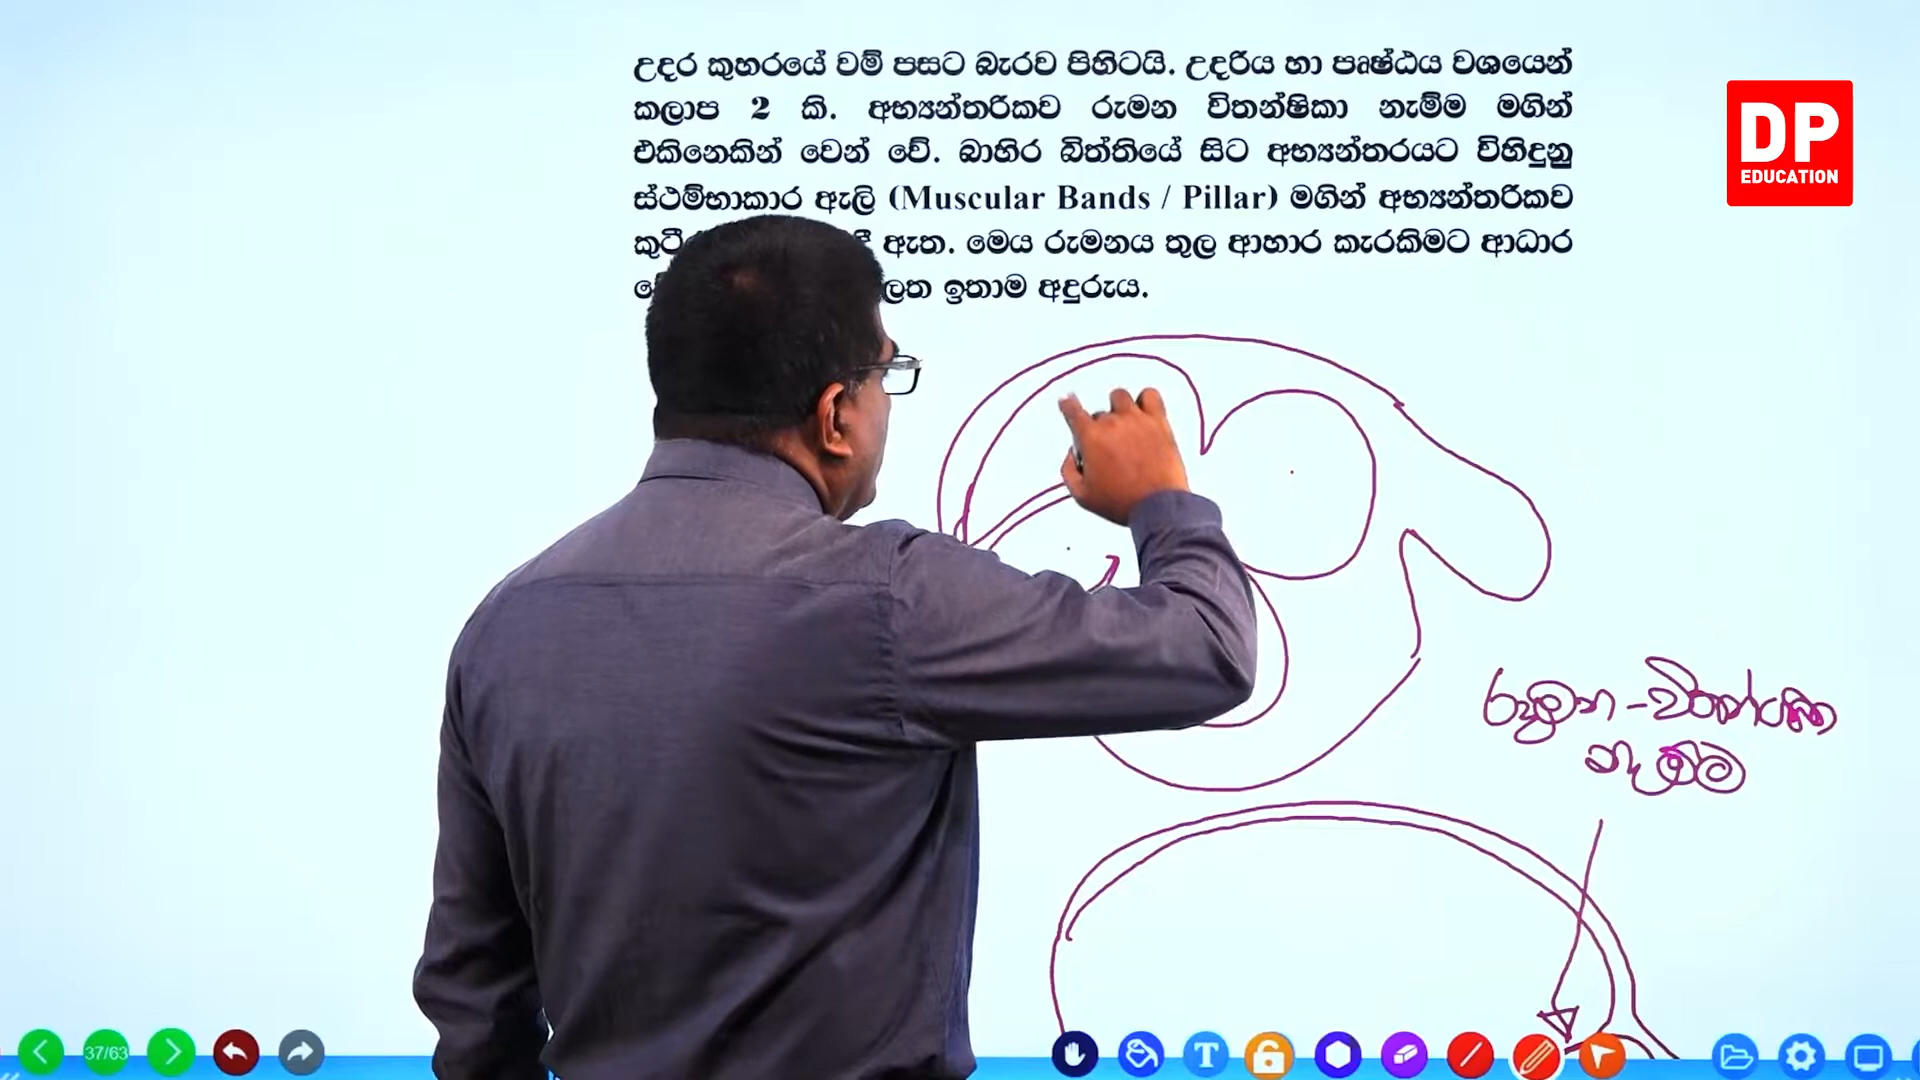 උදර කුහරයේ වම් පසට බැරව පිහිටයි. උදරීය හා පෘෂ්ඨය වශයෙන්
කලාප 2 කි. අභ්‍යන්තරිකව රුමන විතන්ෂිකා නැම්ම මගින්
එකිනෙකින් වෙන් වේ. බාහිර බිත්තියේ සිට අභ්‍යන්තරයට විහිදුනු
ස්ථම්භාකාර ඇලි (Muscular Bands / Pillar) මගින් අභ්‍යන්තරිකව
ඇත. මෙය රුමනය තුල ආහාර කැරකිමට ආධාර
ඉතාම අදුරුය.
DP
EDUCATION
රුමන -
නැම්ම
37/63
T